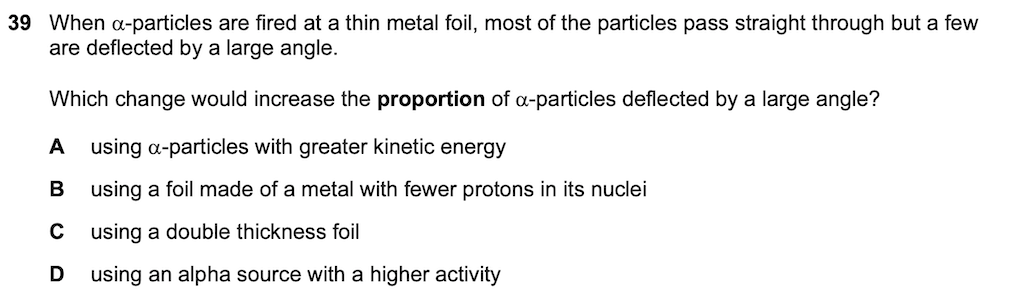 39 When α-particles are fired at a thin metal foil, most of the particles pass straight through but a few
are deflected by a large angle.
Which change would increase the proportion of α-particles deflected by a large angle?
A using α-particles with greater kinetic energy
B using a foil made of a metal with fewer protons in its nuclei
C using a double thickness foil
D using an alpha source with a higher activity